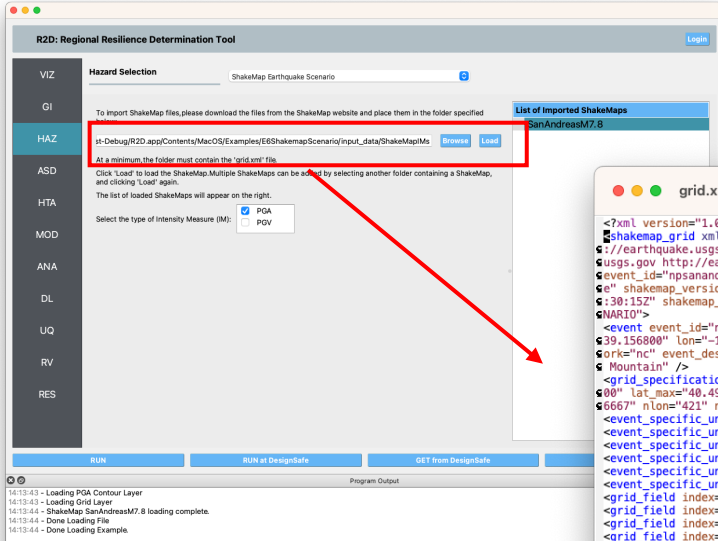 R2D: Regional Resilience Determination Tool
Login
VIZ
GI
HAZ
ASD
HTA
MOD
ANA
DL
UQ
RV
RES
Hazard Selection
ShakeMap Earthquake Scenario
To import ShakeMap files,please download the files from the ShakeMap website and place them in the folder specified
st-Debug/R2D.app/Contents/MacOS/Examples/E6ShakemapScenario/input_data/ShakeMapIMs
Browse
Load
At a minimum,the folder must contain the 'grid.xml' file.
Click 'Load' to load the ShakeMap.Multiple ShakeMaps can be added by selecting another folder containing a ShakeMap,
and clicking 'Load' again.
The list of loaded ShakeMaps will appear on the right.
Select the type of Intensity Measure (IM):
PGA
PGV
List of Imported ShakeMaps
SanAndreasM7.8
grid.x
<?xml version="1.0
shakemap_grid xml
://earthquake.usgs
usgs.gov http://ea
event_id="npsanand
e" shakemap_versio
:30:15Z" shakemap_
NARIO">
<event event_id="n
39.156800" lon="-1
ork="nc" event_des
Mountain" />
<grid_specificatio
00" lat_max="40.49
6667" nlon="421" n
<event_specific_un
<event_specific_un
<event_specific_un
<event_specific_un
<event_specific_un
<event_specific_un
<grid_field index=
<grid_field index=
<grid_field index=
<grid_field index=
RUN
RUN at DesignSafe
GET from DesignSafe
Program Output
14:13:43 - Loading PGA Contour Layer
14:13:43 - Loading Grid Layer
14:13:44 - ShakeMap SanAndreasM7.8 loading complete.
14:13:44 - Done Loading File
14:13:44 - Done Loading Example.